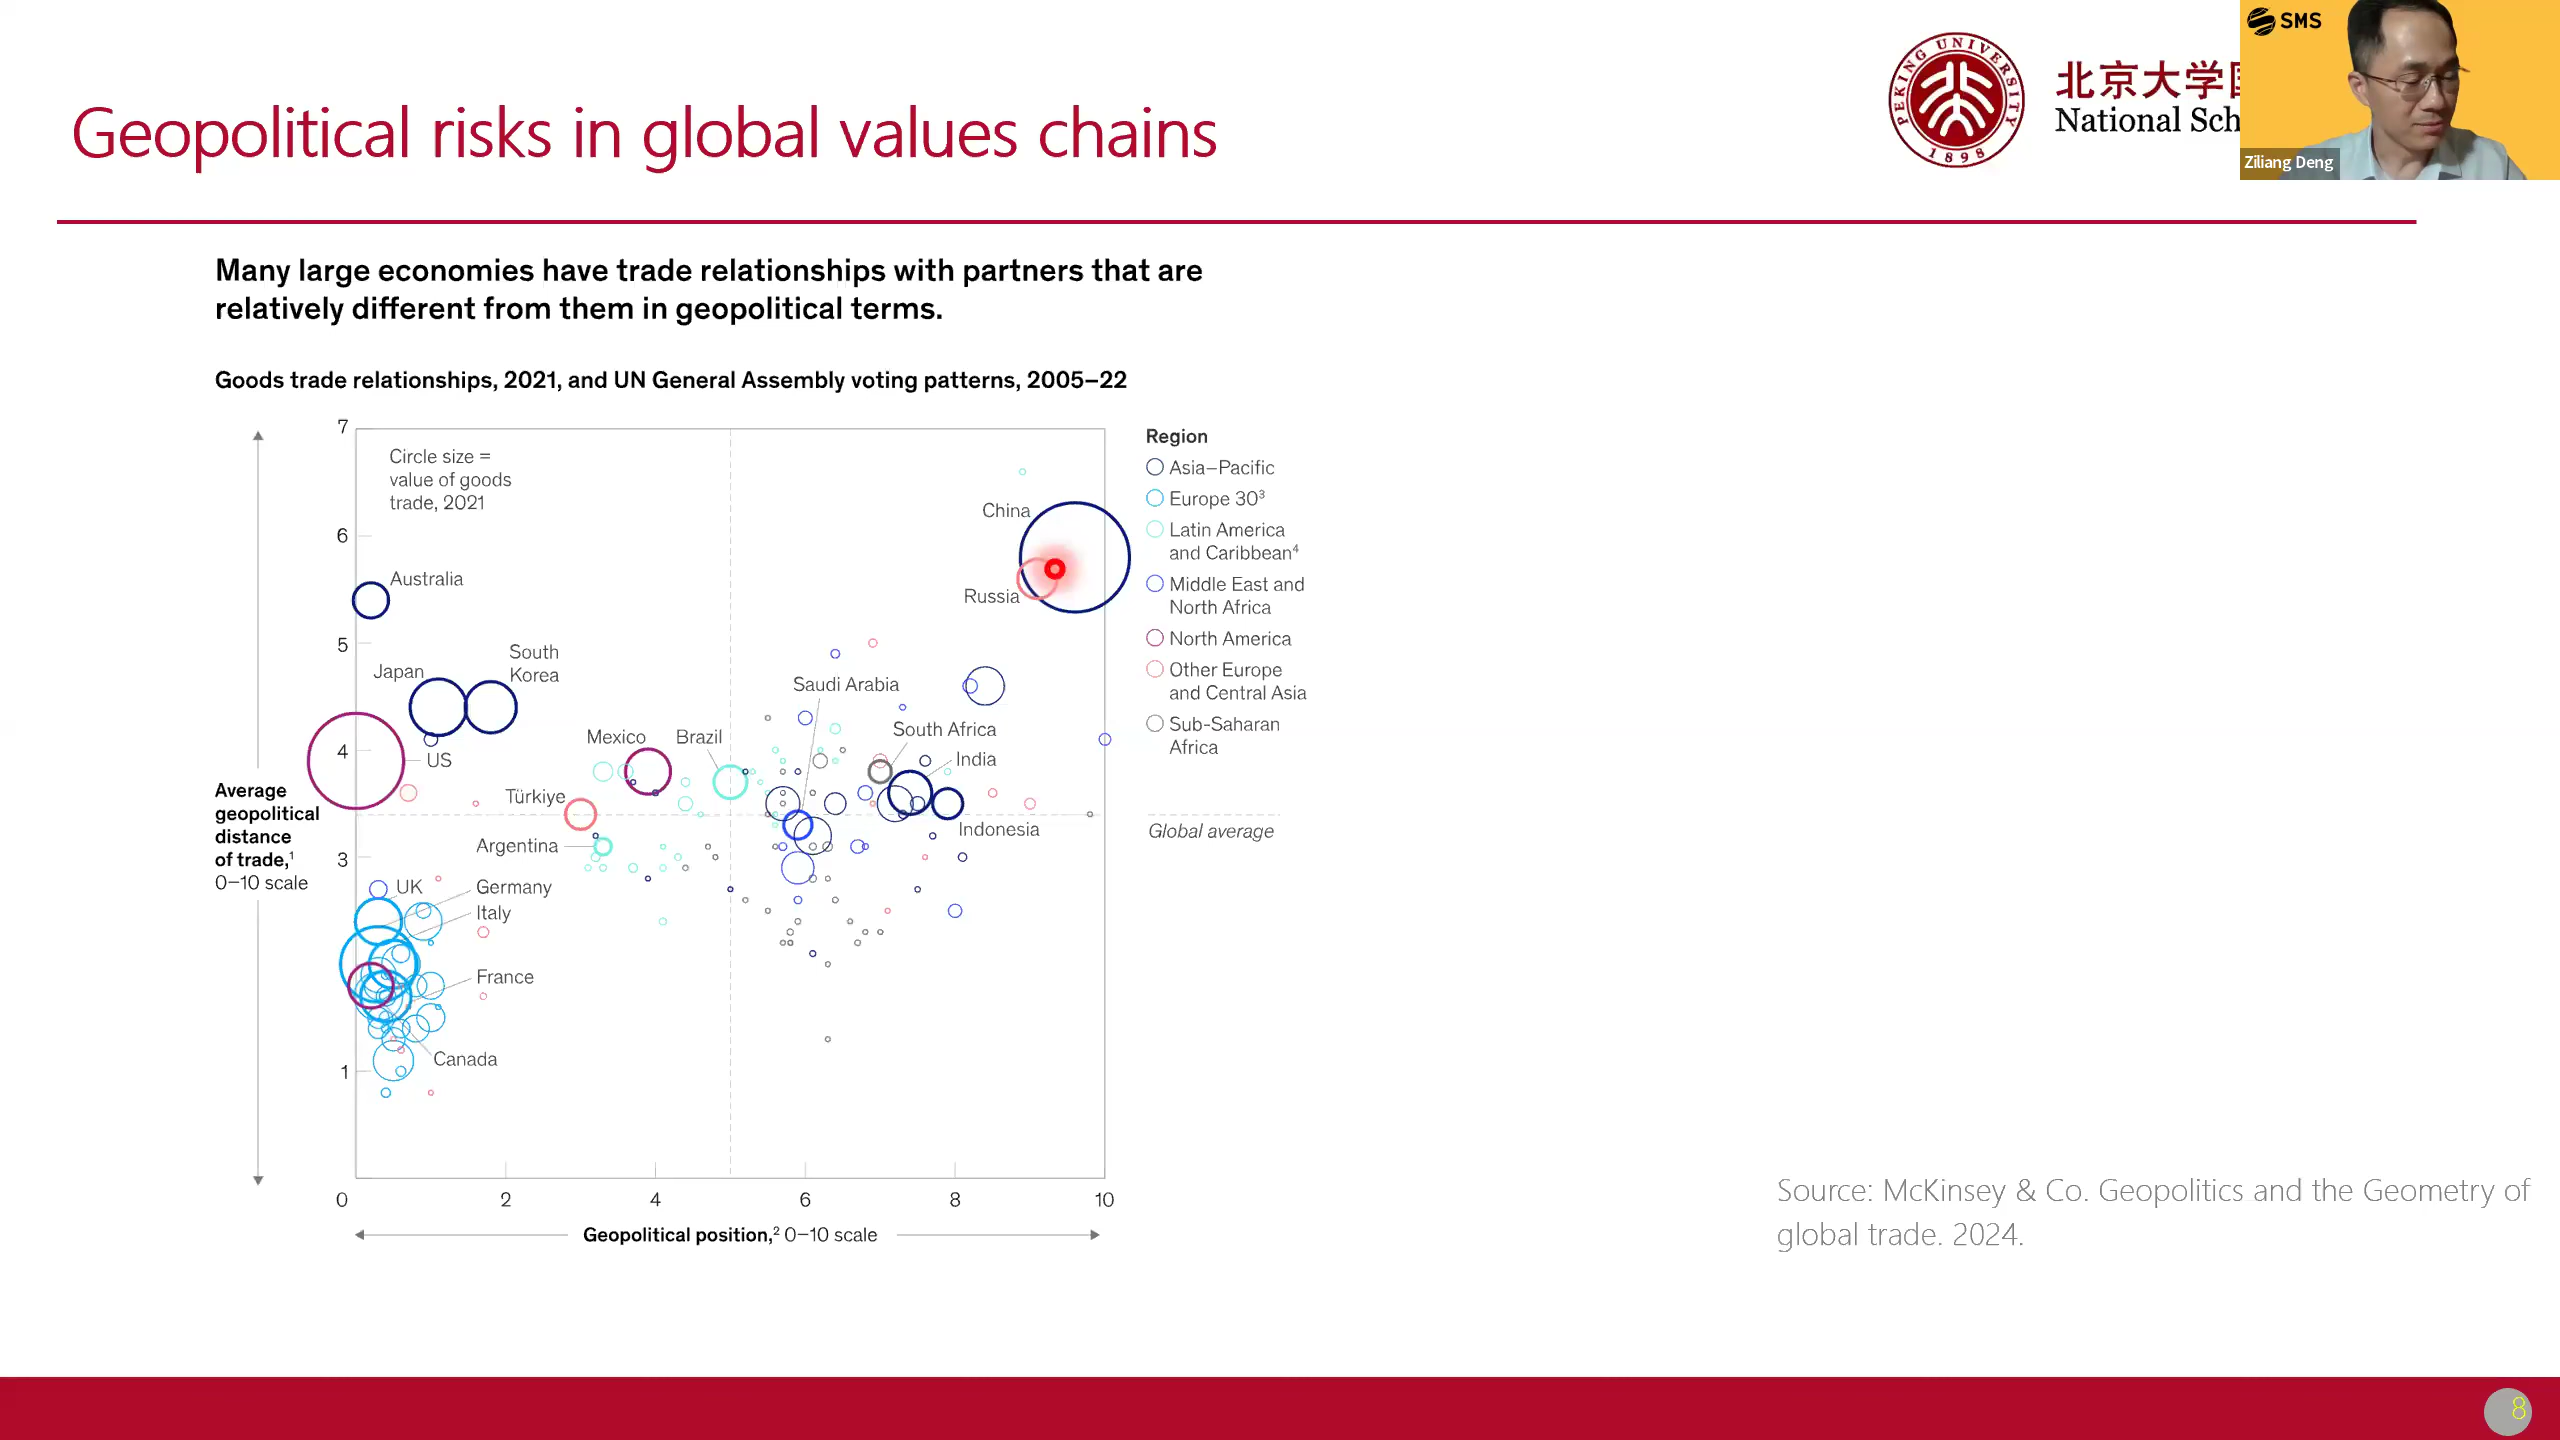 SMS
Ziliang Deng
PEKING UNIVERSITY
1898
北京大学
National Sch
Geopolitical risks in global values chains
Many large economies have trade relationships with partners that are
relatively different from them in geopolitical terms.
Goods trade relationships, 2021, and UN General Assembly voting patterns, 2005–22
7
6
5
4
3
1
Circle size =
value of goods
trade, 2021
Average
geopolitical
distance
of trade,¹
0–10 scale
China
Russia
Australia
South
Korea
Japan
Saudi Arabia
South Africa
Mexico
Brazil
India
US
Türkiye
Indonesia
Argentina
UK
Germany
Italy
France
Canada
0
2
4
6
8
10
Geopolitical position,² 0–10 scale
Region
Asia–Pacific
Europe 30³
Latin America
and Caribbean⁴
Middle East and
North Africa
North America
Other Europe
and Central Asia
Sub-Saharan
Africa
Global average
Source: McKinsey & Co. Geopolitics and the Geometry of
global trade. 2024.
8